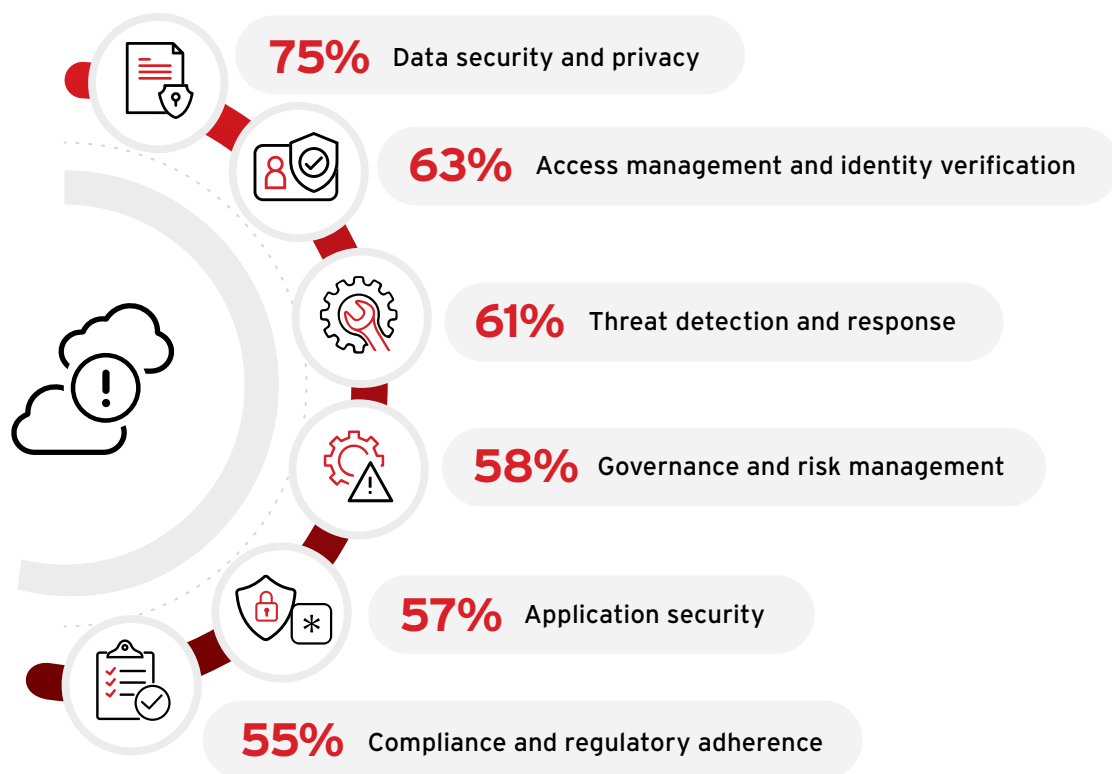 75% Data security and privacy
63% Access management and identity verification
61% Threat detection and response
58% Governance and risk management
57% Application security
55% Compliance and regulatory adherence